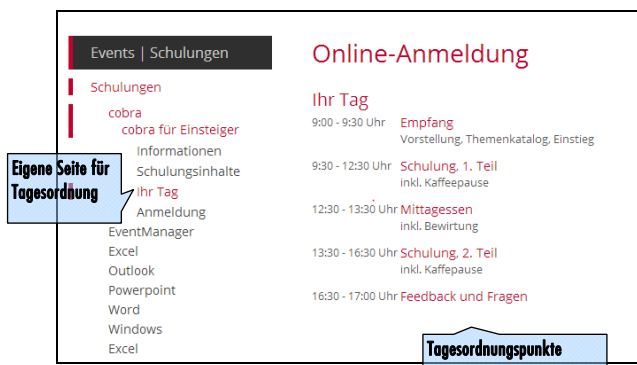 Events | Schulungen
Schulungen
cobra
cobra für Einsteiger
Informationen
Schulungsinhalte
Ihr Tag
Anmeldung
EventManager
Excel
Outlook
Powerpoint
Word
Windows
Excel
Eigene Seite für
Tagesordnung
Online-Anmeldung
Ihr Tag
9:00 - 9:30 Uhr Empfang
Vorstellung, Themenkatalog, Einstieg
9:30 - 12:30 Uhr Schulung, 1. Teil
inkl. Kaffeepause
12:30 - 13:30 Uhr Mittagessen
inkl. Bewirtung
13:30 - 16:30 Uhr Schulung, 2. Teil
inkl. Kaffepause
16:30 - 17:00 Uhr Feedback und Fragen
Tagesordnungspunkte